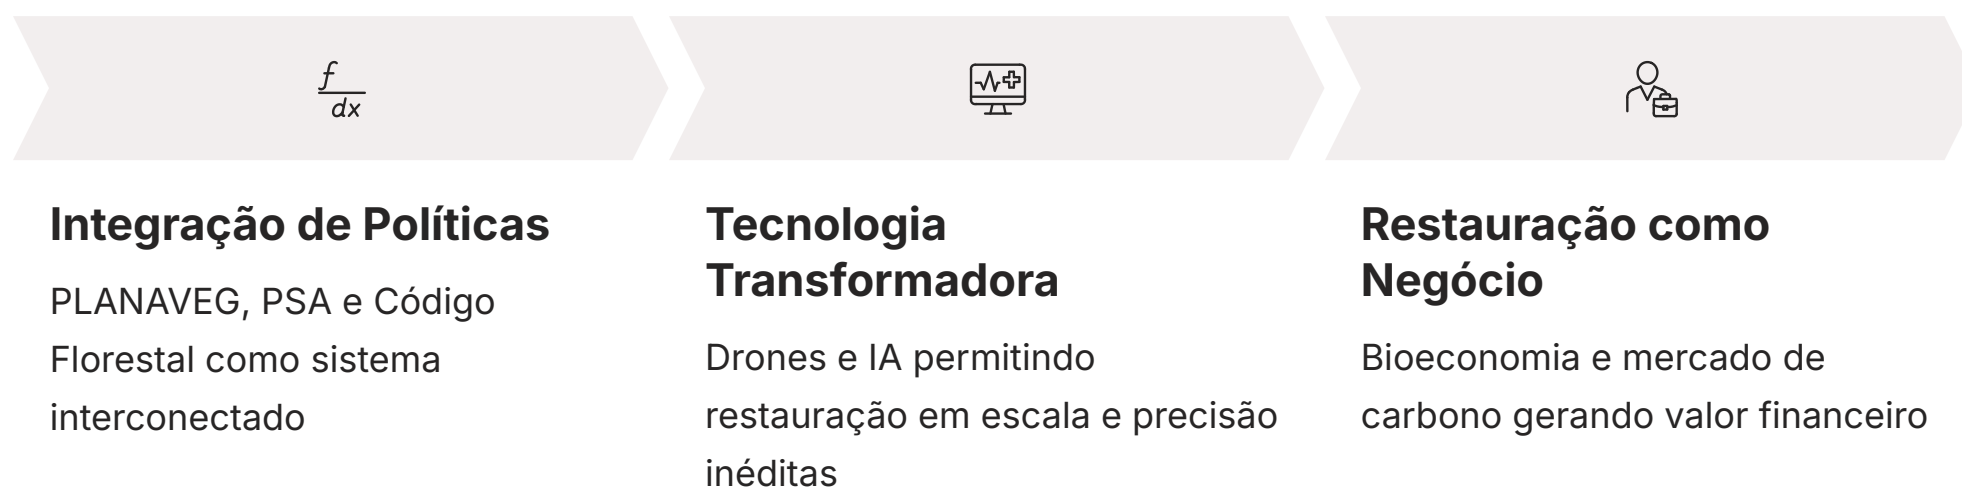 f
dx
Integração de Políticas
PLANAVEG, PSA e Código
Florestal como sistema
interconectado
Tecnologia
Transformadora
Drones e IA permitindo
restauração em escala e precisão
inéditas
Restauração como
Negócio
Bioeconomia e mercado de
carbono gerando valor financeiro